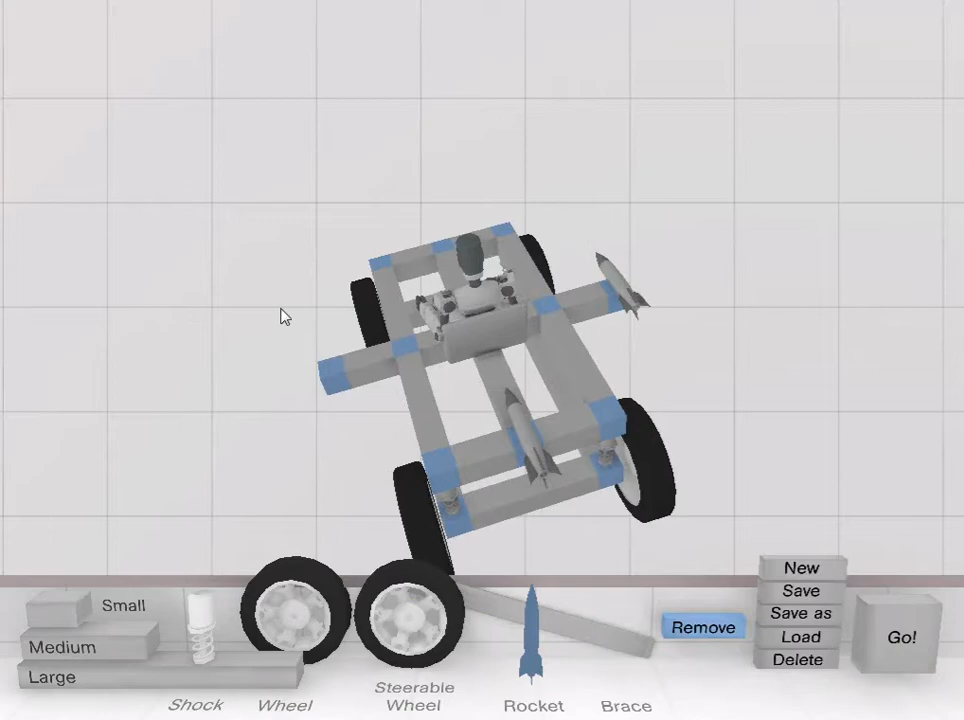 Small
Medium
Large
Shock
Wheel
Steerable
Wheel
Rocket
Brace
Remove
New
Save
Save as
Load
Delete
Go!